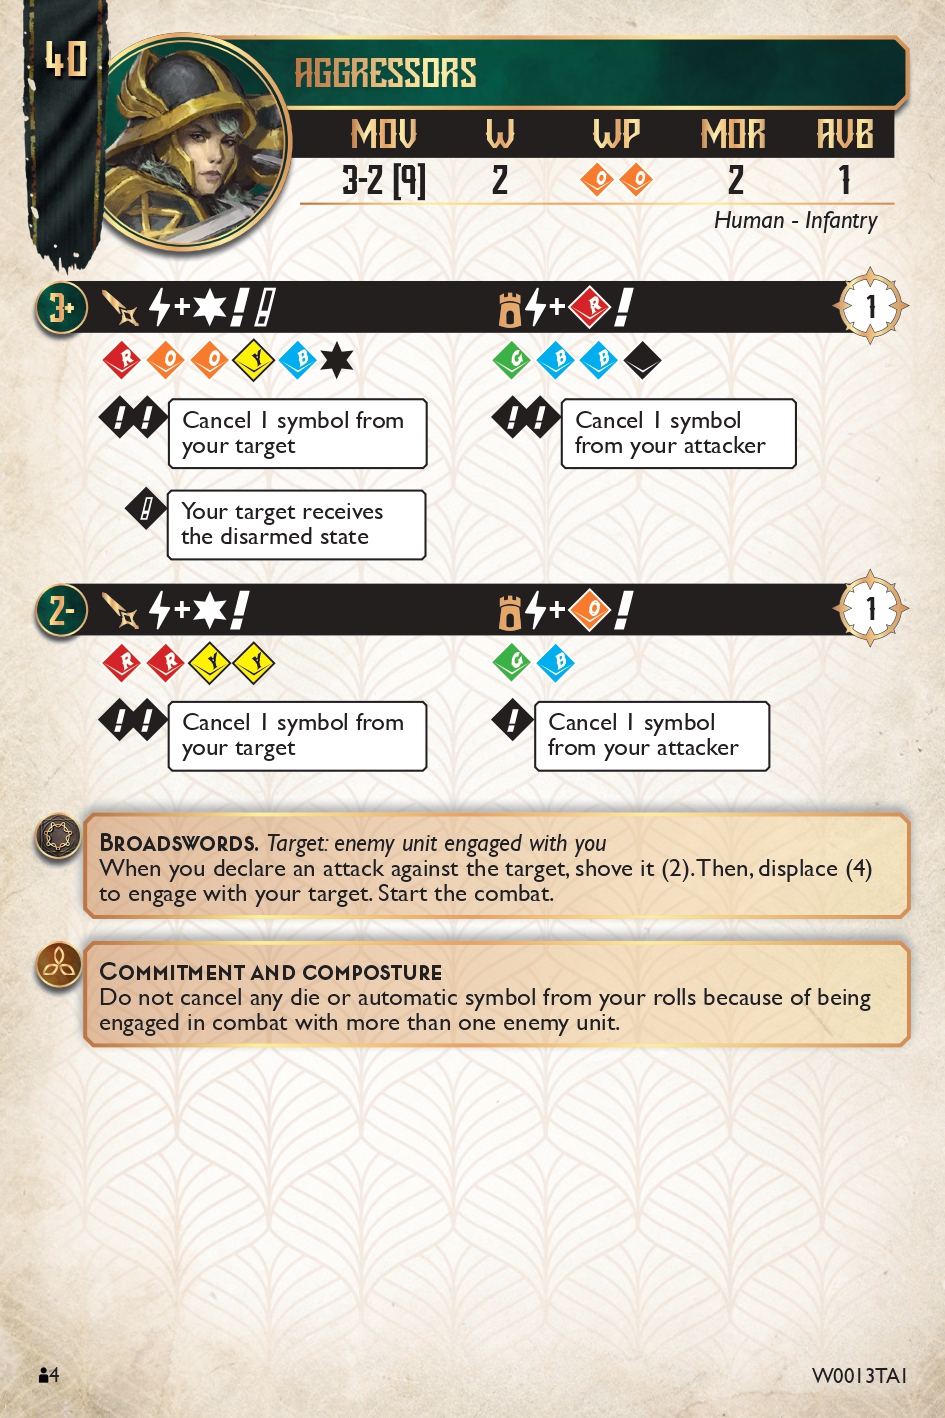 40
AGGRESSORS
MOV W WP MOR AVB
3-2 [9] 2 O O 2 1
Human - Infantry
3+ + ! ! + R ! 1
R O O Y B G B B
! ! Cancel 1 symbol from
your target
! ! Cancel 1 symbol
from your attacker
! Your target receives
the disarmed state
2- + ! + O ! 1
R R Y Y G B
! ! Cancel 1 symbol from
your target
! Cancel 1 symbol
from your attacker
BROADSWORDS. Target: enemy unit engaged with you
When you declare an attack against the target, shove it (2). Then, displace (4)
to engage with your target. Start the combat.
COMMITMENT AND COMPOSTURE
Do not cancel any die or automatic symbol from your rolls because of being
engaged in combat with more than one enemy unit.
4 W0013TA1